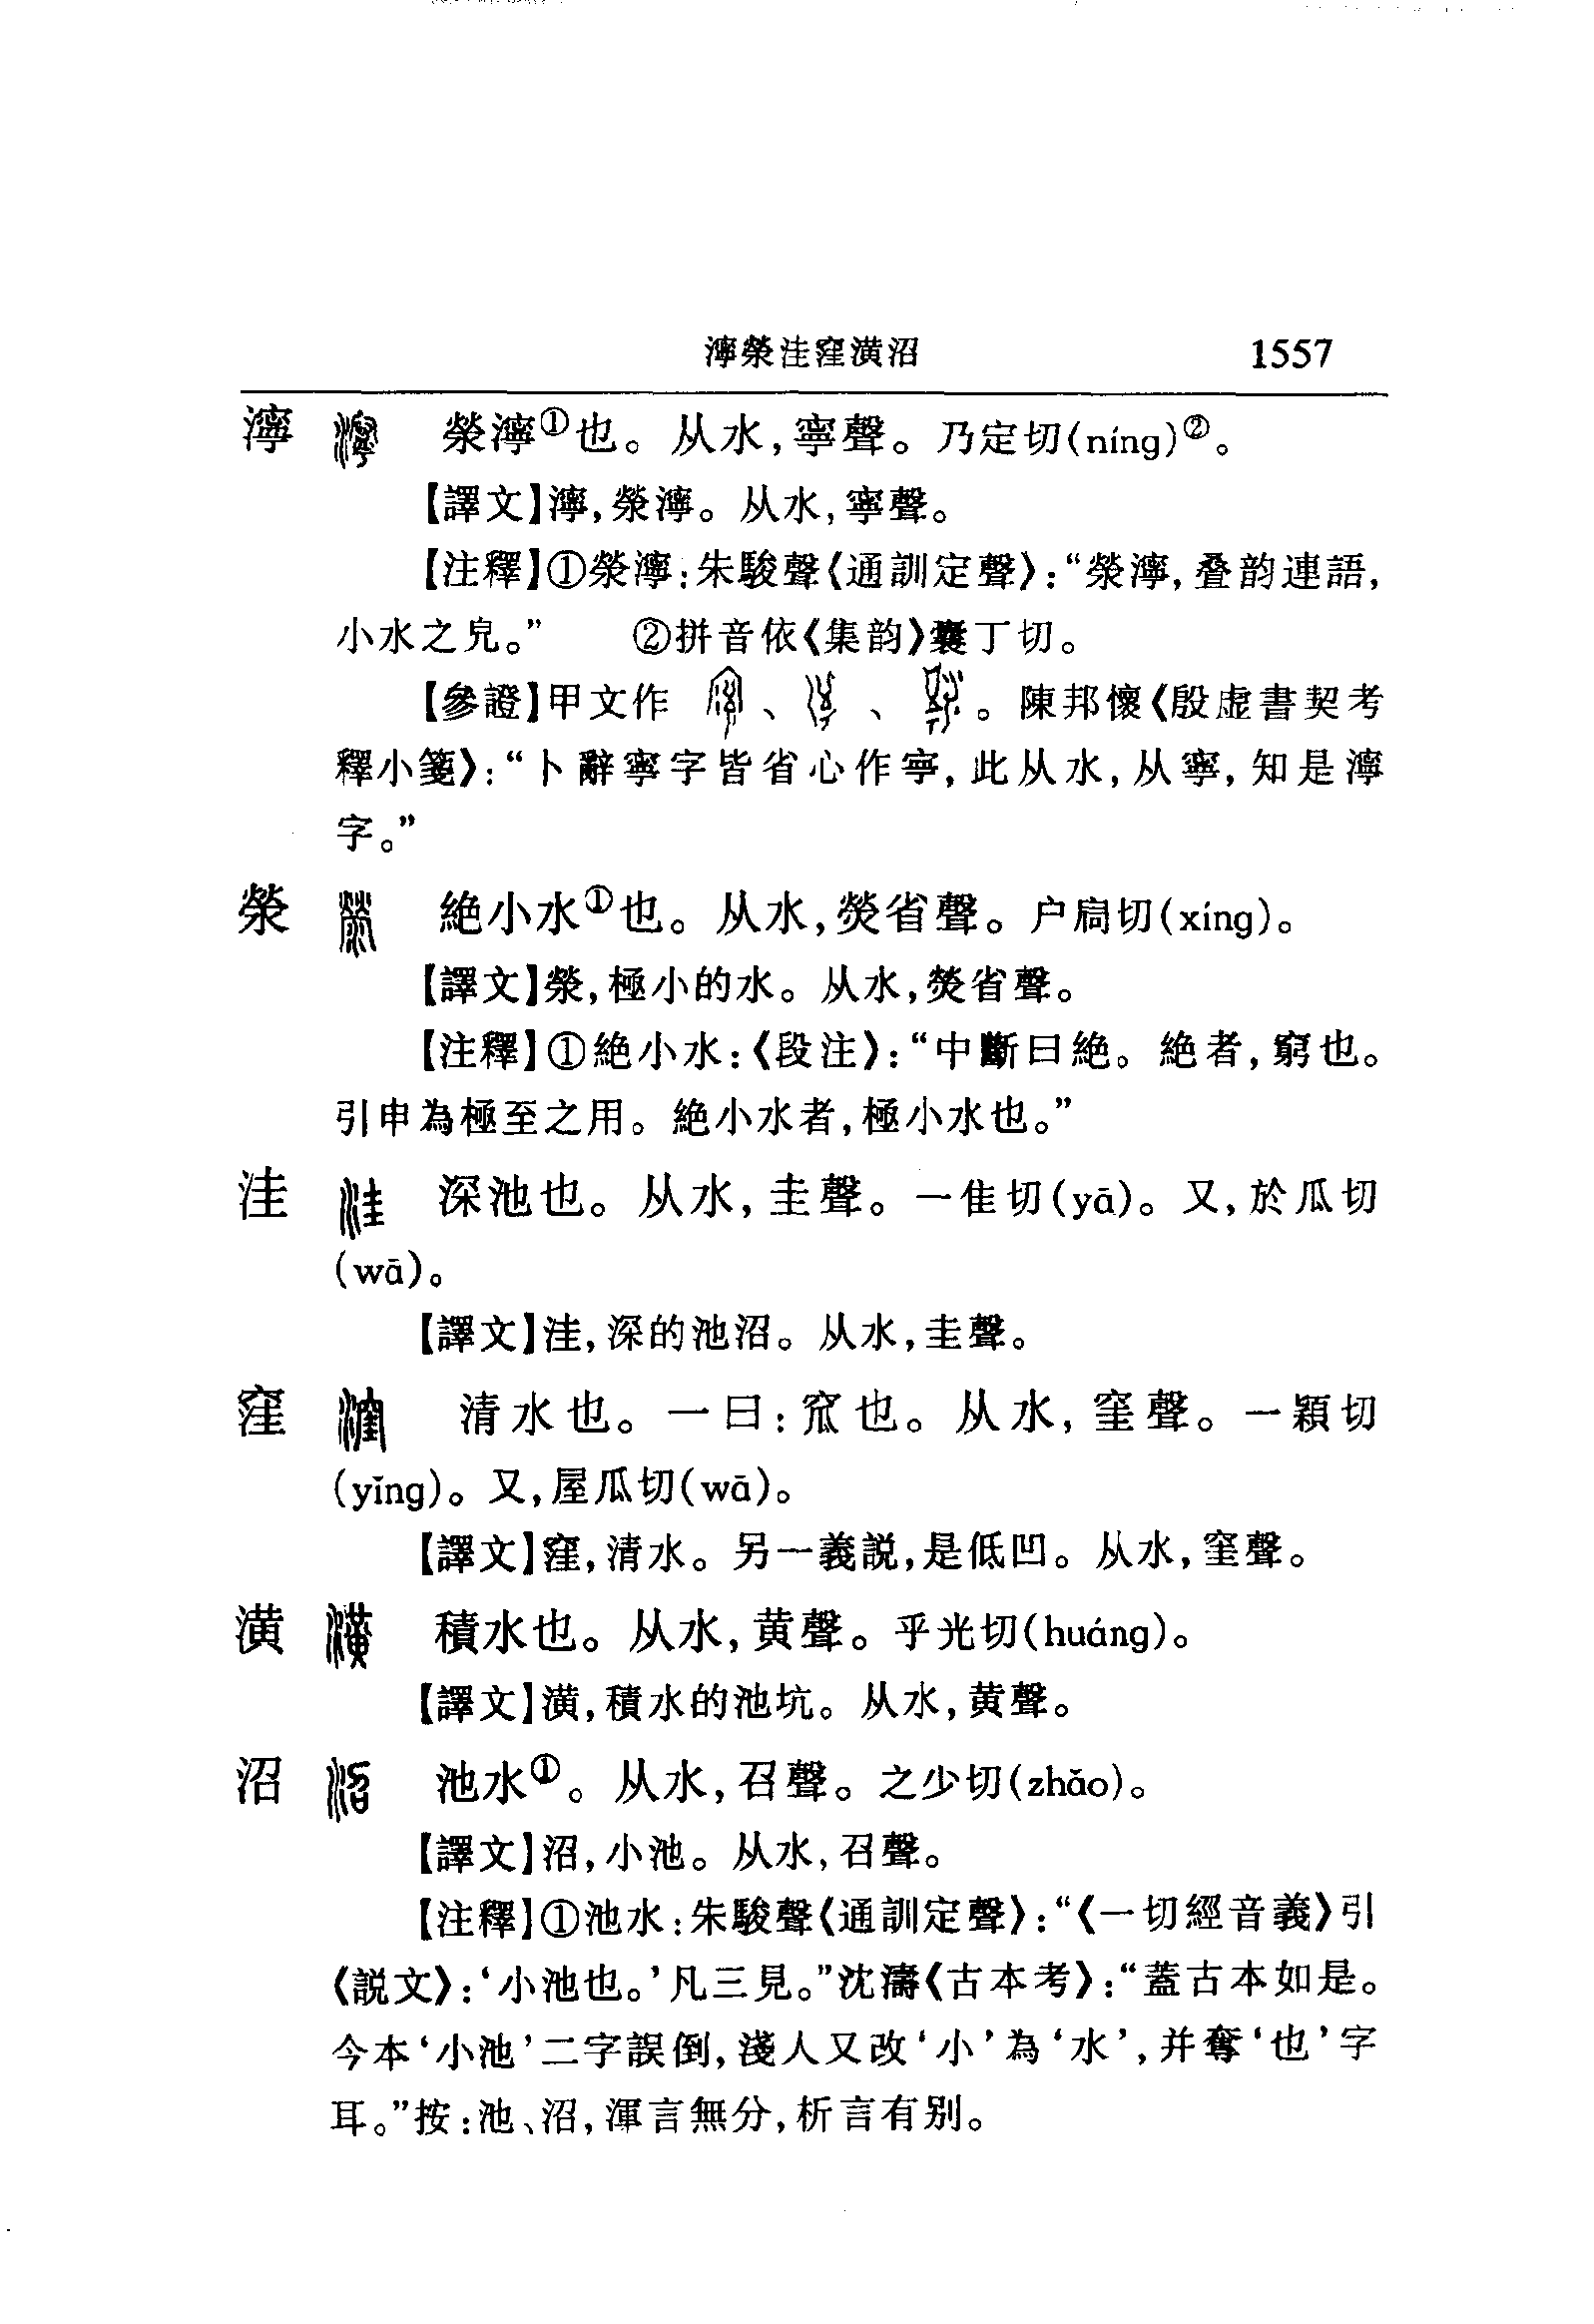 濘滎洼窪潢沼 1557
濘 滎濘①也。从水,寧聲。乃定切(níng)②。
【譯文】濘,滎濘。从水,寧聲。
【注釋】①滎濘:朱駿聲《通訓定聲》:“滎濘,叠韵連語,
小水之皃。” ②拼音依《集韵》囊丁切。
【參證】甲文作 、 、 。陳邦懷《殷虚書契考
釋小箋》:“卜辭寧字皆省心作寍,此从水,从寧,知是濘
字。”
滎 絶小水①也。从水,熒省聲。户扃切(xíng)。
【譯文】滎,極小的水。从水,熒省聲。
【注釋】①絶小水:《段注》:“中斷曰絶。絶者,窮也。
引申為極至之用。絶小水者,極小水也。”
洼 深池也。从水,圭聲。一隹切(yā)。又,於瓜切
(wā)。
【譯文】洼,深的池沼。从水,圭聲。
窪 清水也。一曰:窊也。从水,窐聲。一穎切
(yǐng)。又,屋瓜切(wā)。
【譯文】窪,清水。另一義説,是低凹。从水,窐聲。
潢 積水也。从水,黄聲。乎光切(huáng)。
【譯文】潢,積水的池坑。从水,黄聲。
沼 池水①。从水,召聲。之少切(zhǎo)。
【譯文】沼,小池。从水,召聲。
【注釋】①池水:朱駿聲《通訓定聲》:“《一切經音義》引
《説文》:‘小池也。’凡三見。”沈濤《古本考》:“蓋古本如是。
今本‘小池’二字誤倒,淺人又改‘小’為‘水’,并奪‘也’字
耳。”按:池、沼,渾言無分,析言有别。